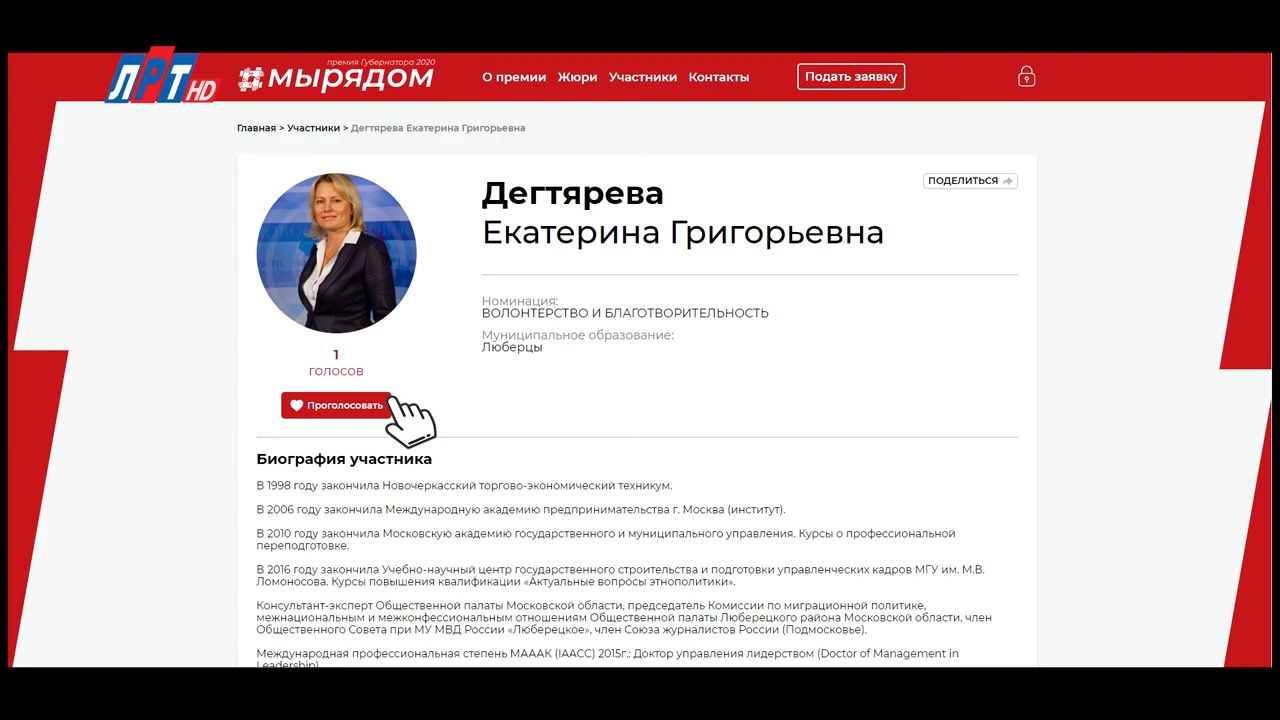 ЛРТ HD
премия Губернатора 2020
#МЫРЯДОМ
О премии Жюри Участники Контакты
Подать заявку
Главная > Участники > Дегтярева Екатерина Григорьевна
ПОДЕЛИТЬСЯ
Дегтярева
Екатерина Григорьевна
Номинация:
ВОЛОНТЕРСТВО И БЛАГОТВОРИТЕЛЬНОСТЬ
Муниципальное образование:
Люберцы
1
ГОЛОСОВ
Проголосовать
Биография участника
В 1998 году закончила Новочеркасский торгово-экономический техникум.
В 2006 году закончила Международную академию предпринимательства г. Москва (институт).
В 2010 году закончила Московскую академию государственного и муниципального управления. Курсы о профессиональной
переподготовке.
В 2016 году закончила Учебно-научный центр государственного строительства и подготовки управленческих кадров МГУ им. М.В.
Ломоносова. Курсы повышения квалификации «Актуальные вопросы этнополитики».
Консультант-эксперт Общественной палаты Московской области, председатель Комиссии по миграционной политике,
межнациональным и межконфессиональным отношениям Общественной палаты Люберецкого района Московской области, член
Общественного Совета при МУ МВД России «Люберецкое», член Союза журналистов России (Подмосковье).
Международная профессиональная степень МАААК (IAACC) 2015г.: Доктор управления лидерством (Doctor of Management in
Leadership)